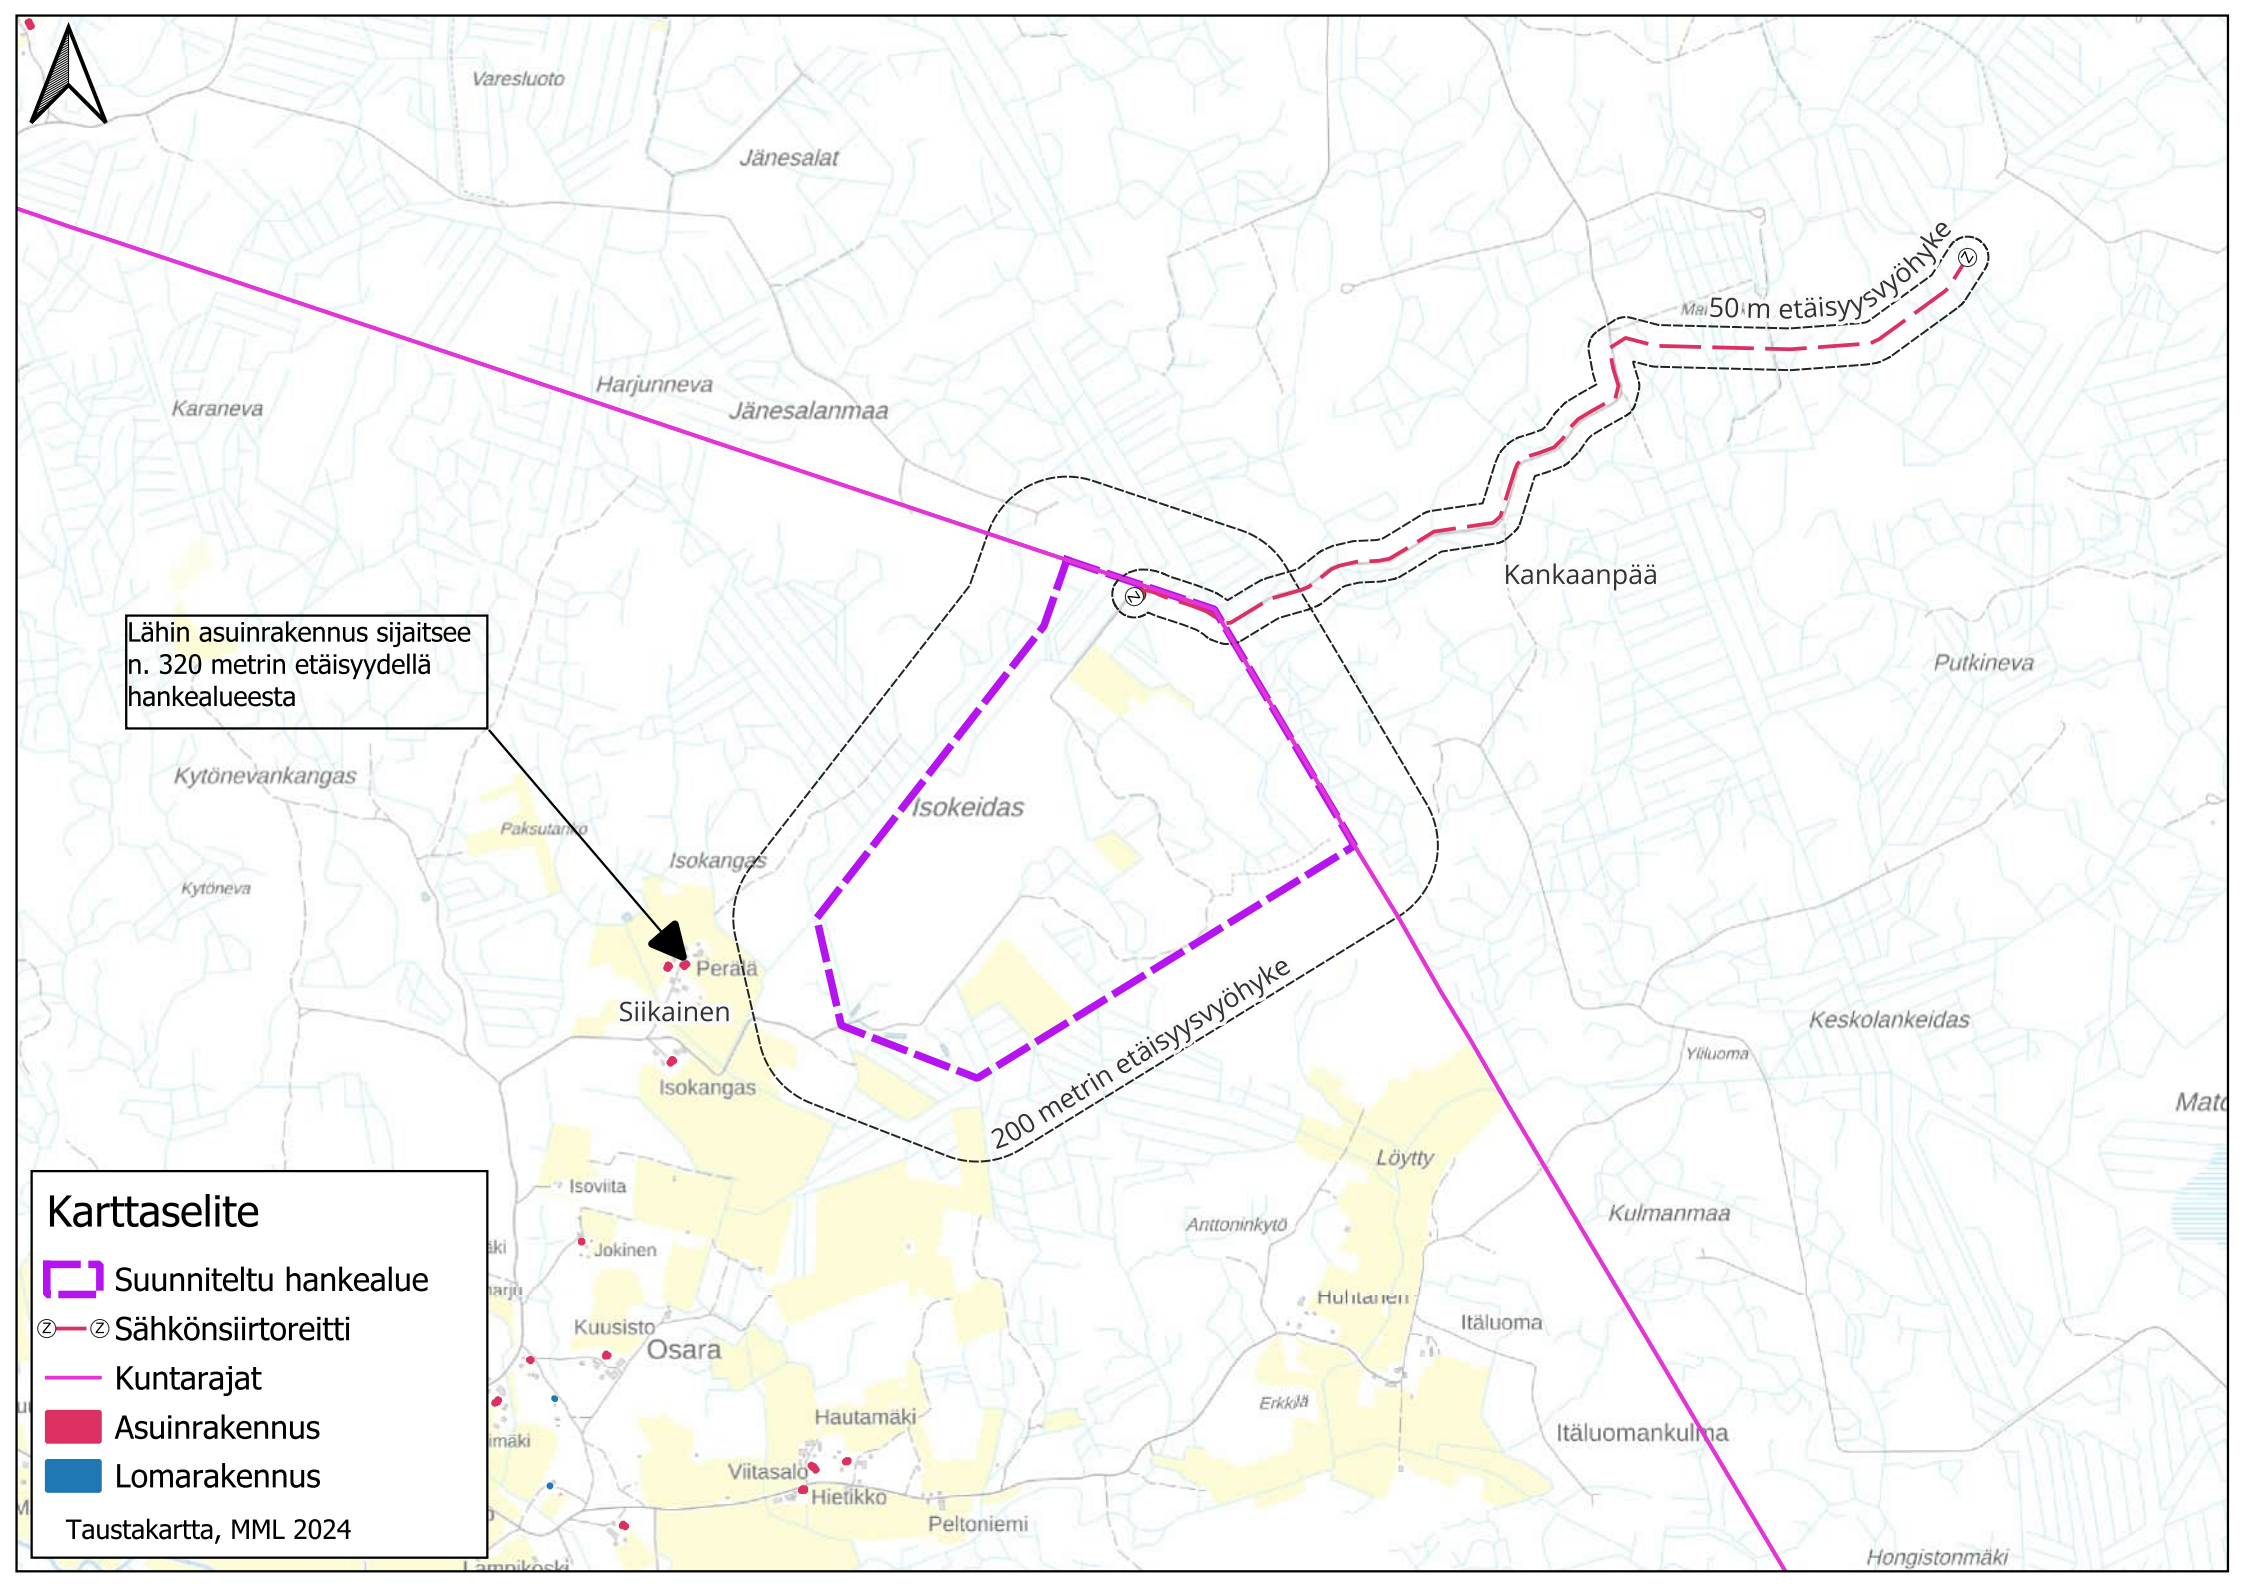 Varesluoto
Jänesalat
50 m etäisyysvyöhyke
Harjunneva
Karaneva
Jänesalanmaa
Kankaanpää
Lähin asuinrakennus sijaitsee
n. 320 metrin etäisyydellä
hankealueesta
Putkineva
Kytönevankangas
Isokeidas
Paksutanko
Isokangas
Kytöneva
Perälä
Siikainen
200 metrin etäisyysvyöhyke
Keskolankeidas
Yliluoma
Isokangas
Löytty
Isoviita
Anttoninkytö
Kulmanmaa
Jokinen
Huhtanen
Itäluoma
Kuusisto
Osara
Erkkilä
Hautamäki
Itäluomankulma
Viitasalo
Hietikko
Peltoniemi
Hongistonmäki
Lampikoski
Karttaselite
Suunniteltu hankealue
Z Z Sähkönsiirtoreitti
Kuntarajat
Asuinrakennus
Lomarakennus
Taustakartta, MML 2024